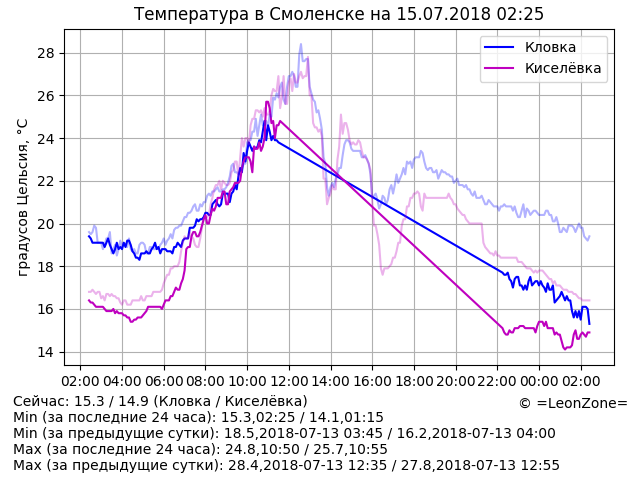 Температура в Смоленске на 15.07.2018 02:25
Кловка
Киселёвка
градусов Цельсия, °C
28
26
24
22
20
18
16
14
02:00 04:00 06:00 08:00 10:00 12:00 14:00 16:00 18:00 20:00 22:00 00:00 02:00
Сейчас: 15.3 / 14.9 (Кловка / Киселёвка)
© =LeonZone=
Min (за последние 24 часа): 15.3,02:25 / 14.1,01:15
Min (за предыдущие сутки): 18.5,2018-07-13 03:45 / 16.2,2018-07-13 04:00
Max (за последние 24 часа): 24.8,10:50 / 25.7,10:55
Max (за предыдущие сутки): 28.4,2018-07-13 12:35 / 27.8,2018-07-13 12:55